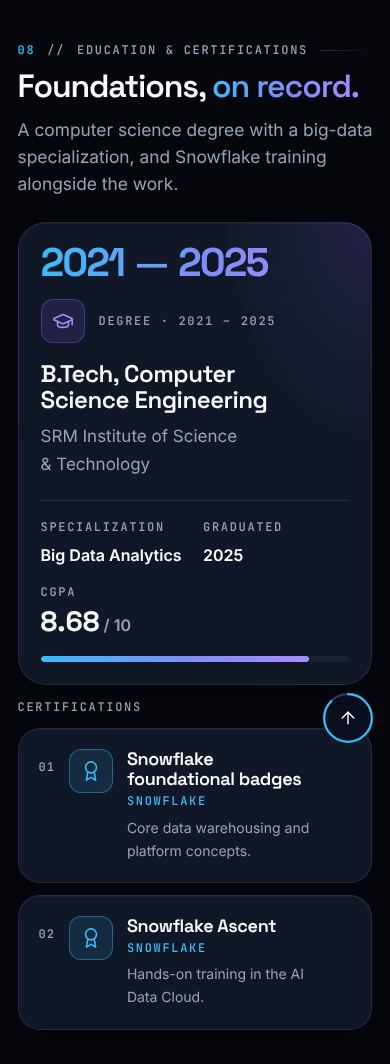 08 // EDUCATION & CERTIFICATIONS
Foundations, on record.
A computer science degree with a big-data
specialization, and Snowflake training
alongside the work.
2021 — 2025
DEGREE · 2021 – 2025
B.Tech, Computer
Science Engineering
SRM Institute of Science
& Technology
SPECIALIZATION GRADUATED
Big Data Analytics 2025
CGPA
8.68 / 10
CERTIFICATIONS
01 Snowflake
foundational badges
SNOWFLAKE
Core data warehousing and
platform concepts.
02 Snowflake Ascent
SNOWFLAKE
Hands-on training in the AI
Data Cloud.